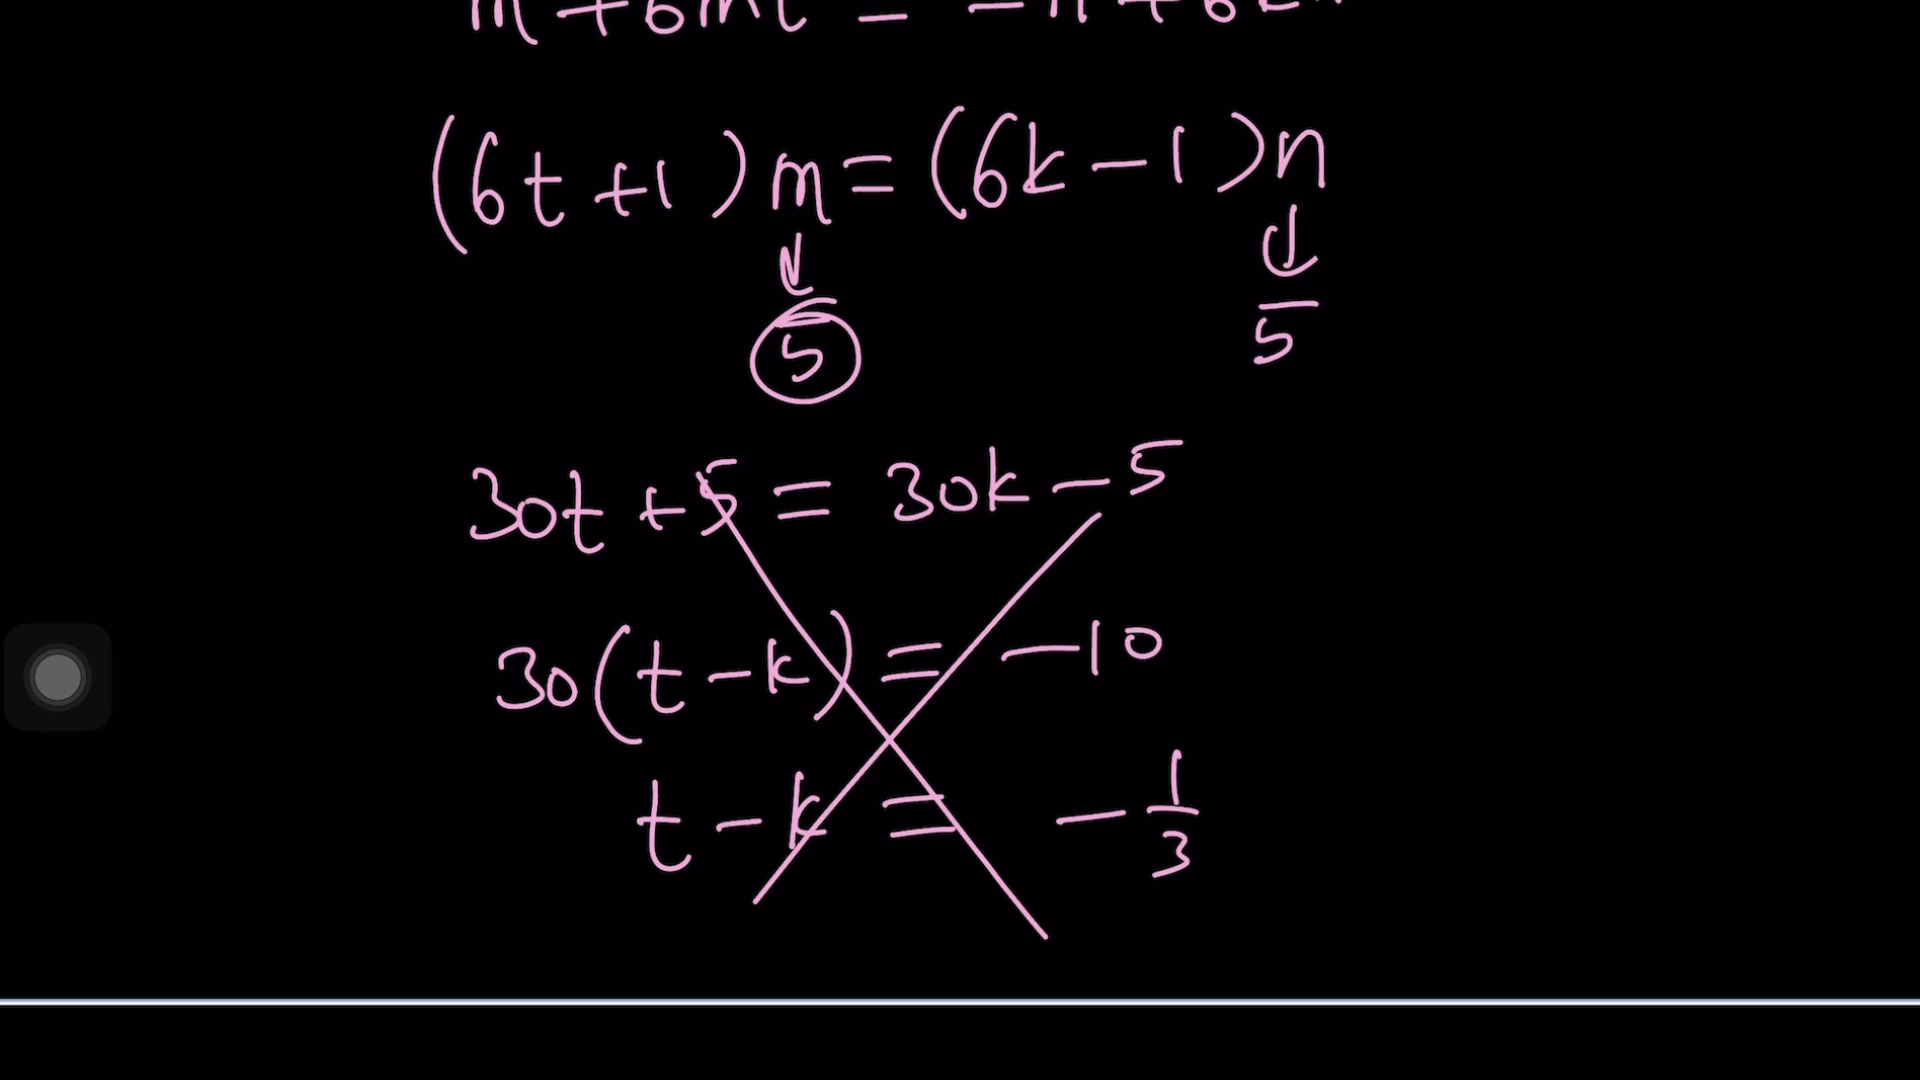 (6t+1)m=(6k-1)n
5 5
30t+5=30k-5
30(t-k)=-10
t-k=-1/3